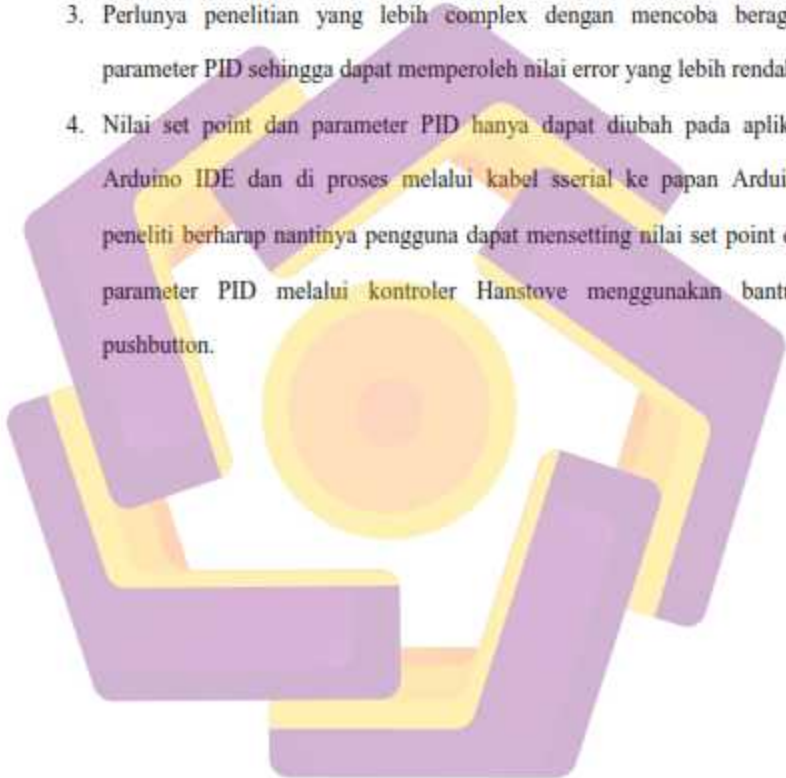 3. Perlunya penelitian yang lebih complex dengan mencoba berag
parameter PID sehingga dapat memperoleh nilai error yang lebih rendal
4. Nilai set point dan parameter PID hanya dapat diubah pada aplik
Arduino IDE dan di proses melalui kabel sserial ke papan Ardui
peneliti berharap nantinya pengguna dapat mensetting nilai set point
parameter PID melalui kontroler Hanstove menggunakan bantu
pushbutton.